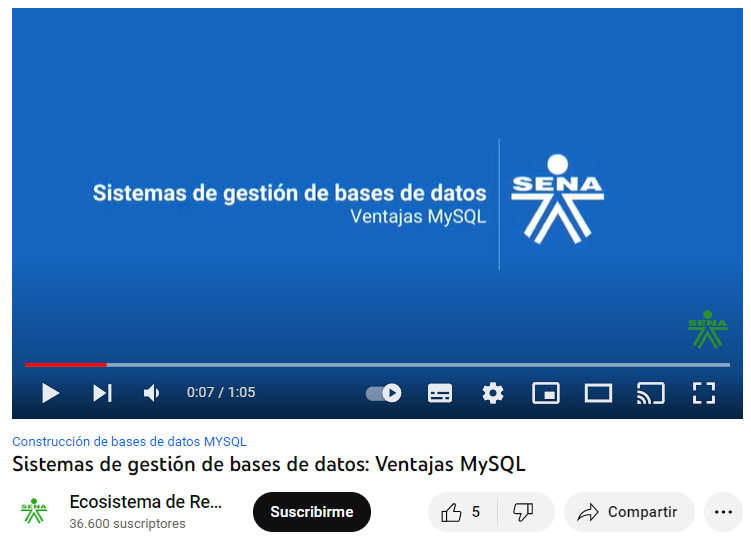 Sistemas de gestión de bases de datos
Ventajas MySQL
SENA
SENA
0:07 / 1:05
Construcción de bases de datos MYSQL
Sistemas de gestión de bases de datos: Ventajas MySQL
SENA
Ecosistema de Re...
36.600 suscriptores
Suscribirme
5
Compartir